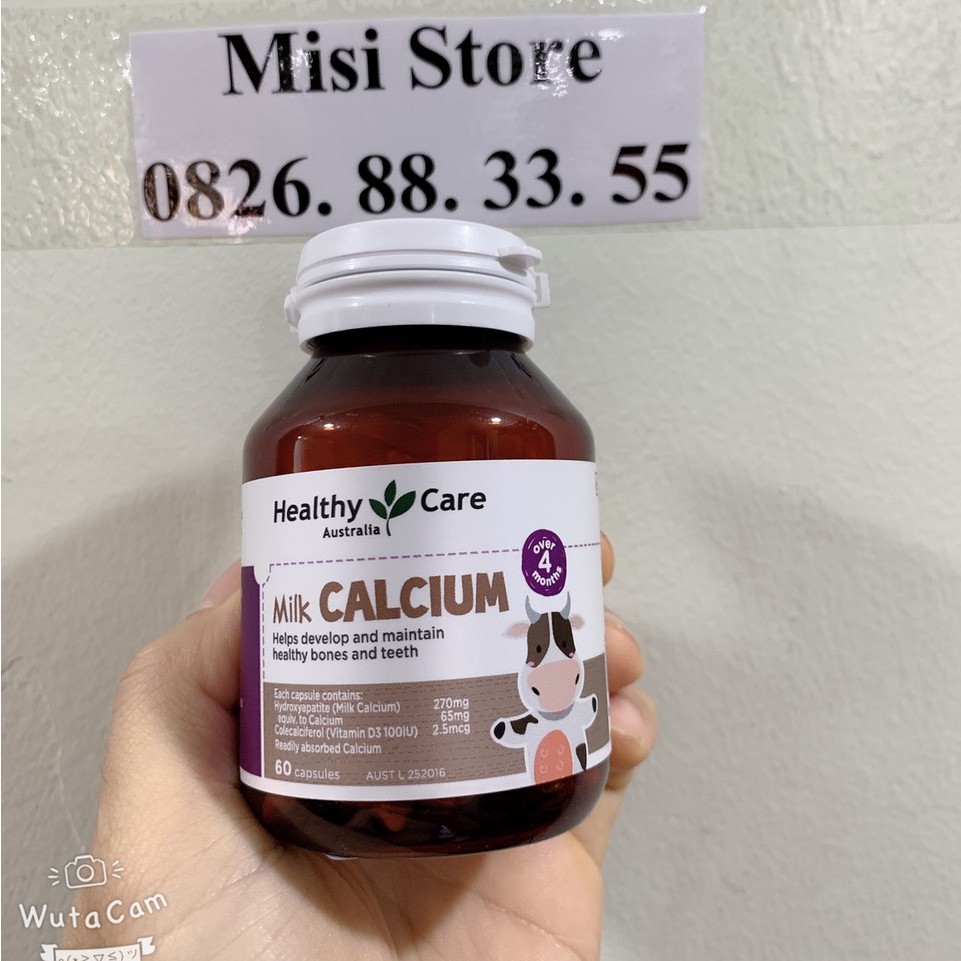 Misi Store
0826. 88. 33. 55
Healthy Care
Australia
over
4
months
Milk CALCIUM
Helps develop and maintain
healthy bones and teeth
Each capsule contains:
Hydroxyapatite (Milk Calcium) 270mg
equiv. to Calcium 65mg
Colecalciferol (Vitamin D3 100IU) 2.5mcg
Readily absorbed Calcium
60 capsules AUST L 252016
WutaCam